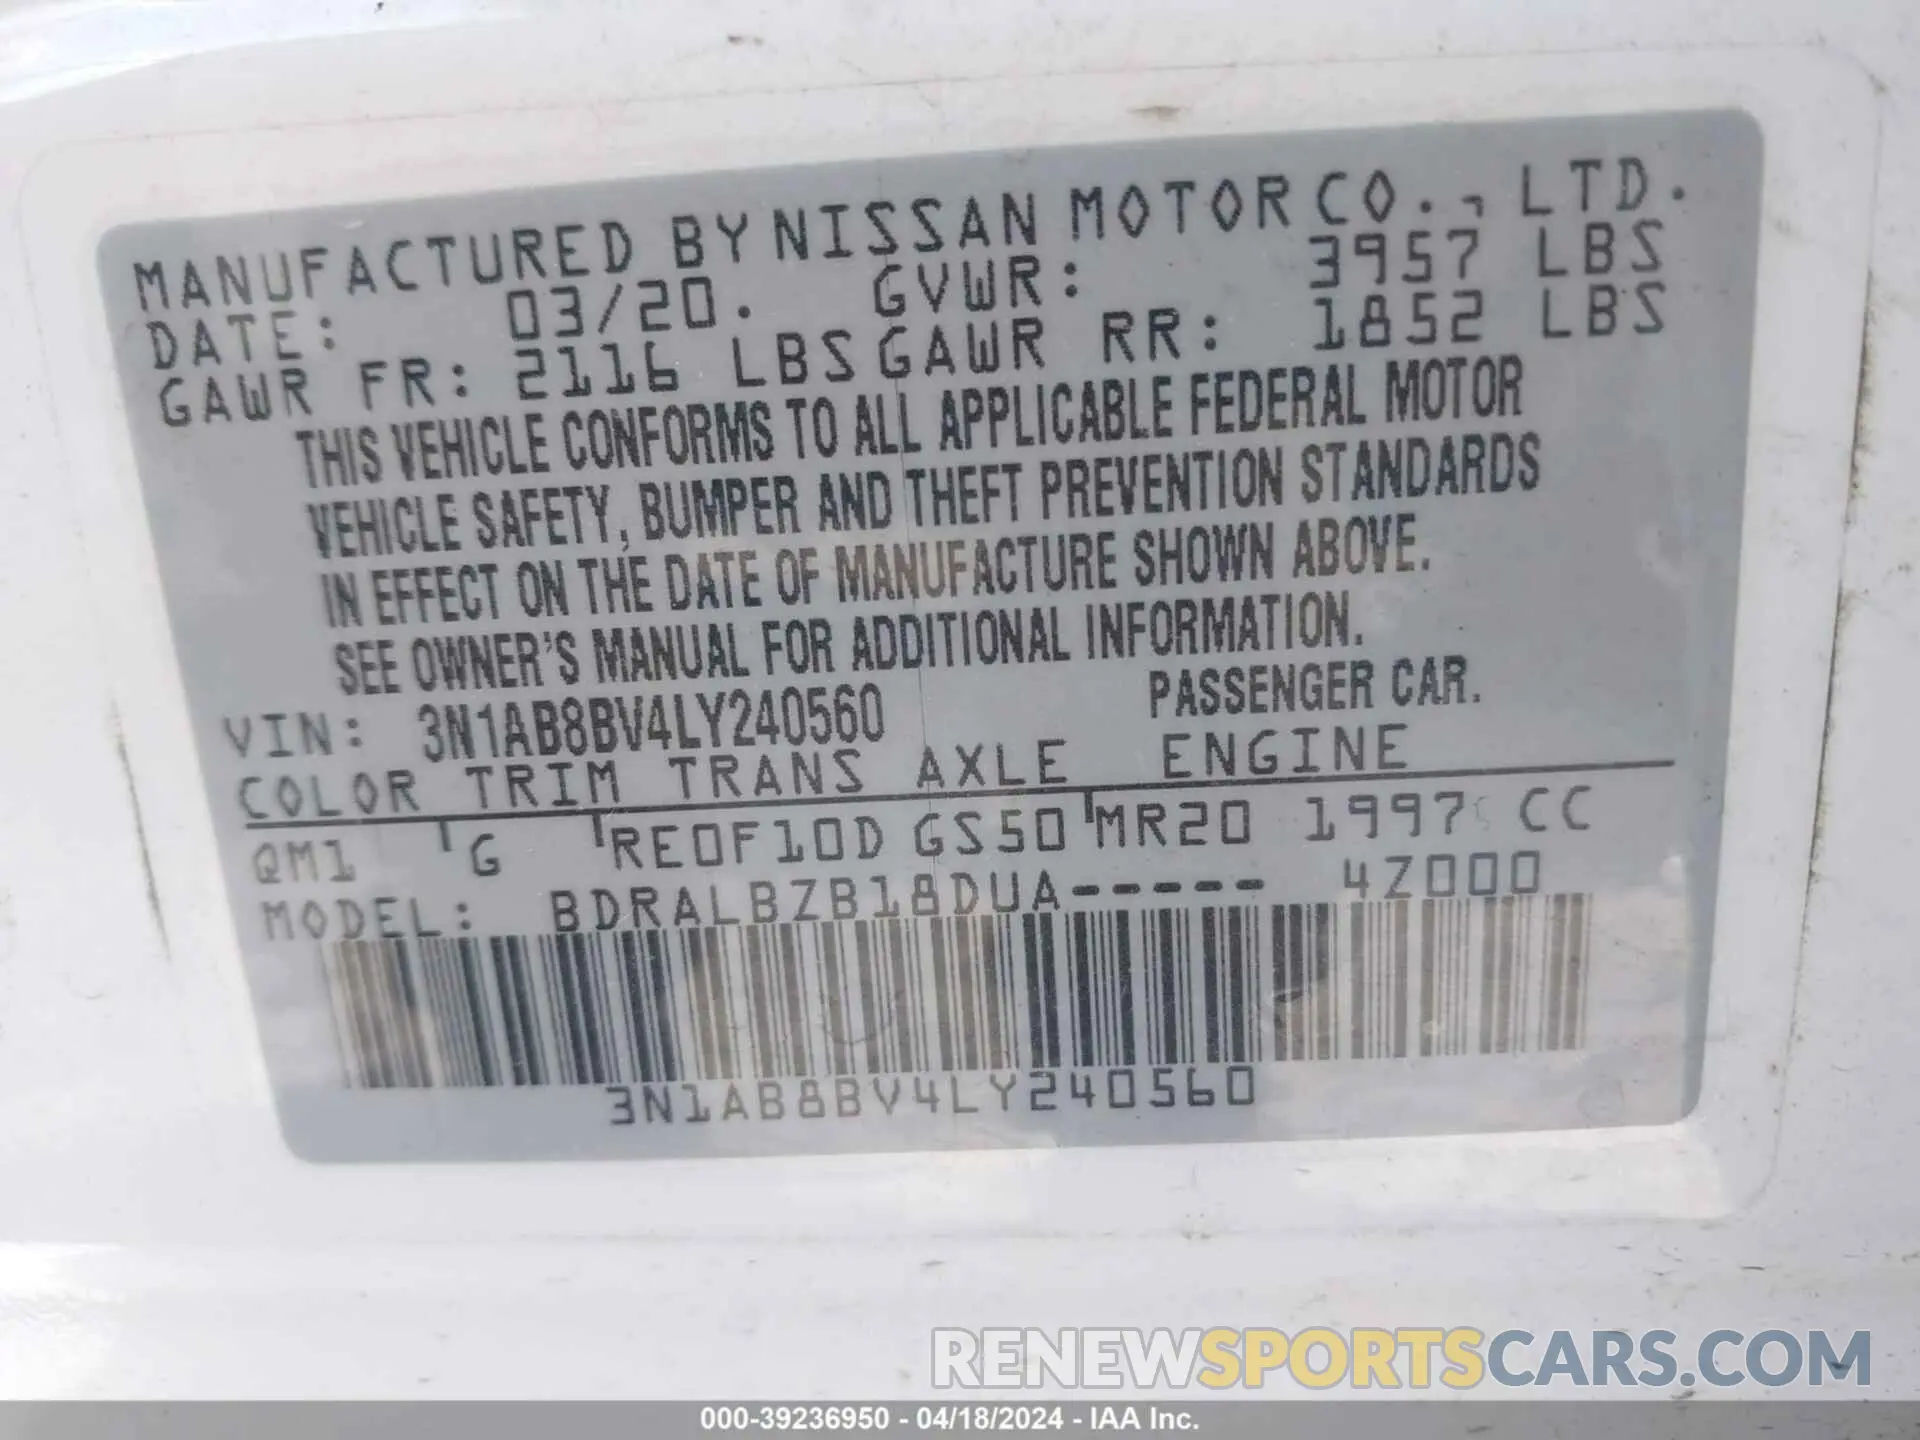 MANUFACTURED BY NISSAN MOTOR CO., LTD.
DATE: 03/20. GVWR: 3957 LBS
GAWR FR: 2116 LBS GAWR RR: 1852 LBS
THIS VEHICLE CONFORMS TO ALL APPLICABLE FEDERAL MOTOR
VEHICLE SAFETY, BUMPER AND THEFT PREVENTION STANDARDS
IN EFFECT ON THE DATE OF MANUFACTURE SHOWN ABOVE.
SEE OWNER'S MANUAL FOR ADDITIONAL INFORMATION.
VIN: 3N1AB8BV4LY240560 PASSENGER CAR.
COLOR TRIM TRANS AXLE ENGINE
QM1 G RE0F10D GS50 MR20 1997 CC
MODEL: BDRALBZB18DUA----- 4Z000
3N1AB8BV4LY240560
RENEWSPORTSCARS.COM
000-39236950 - 04/18/2024 - IAA Inc.